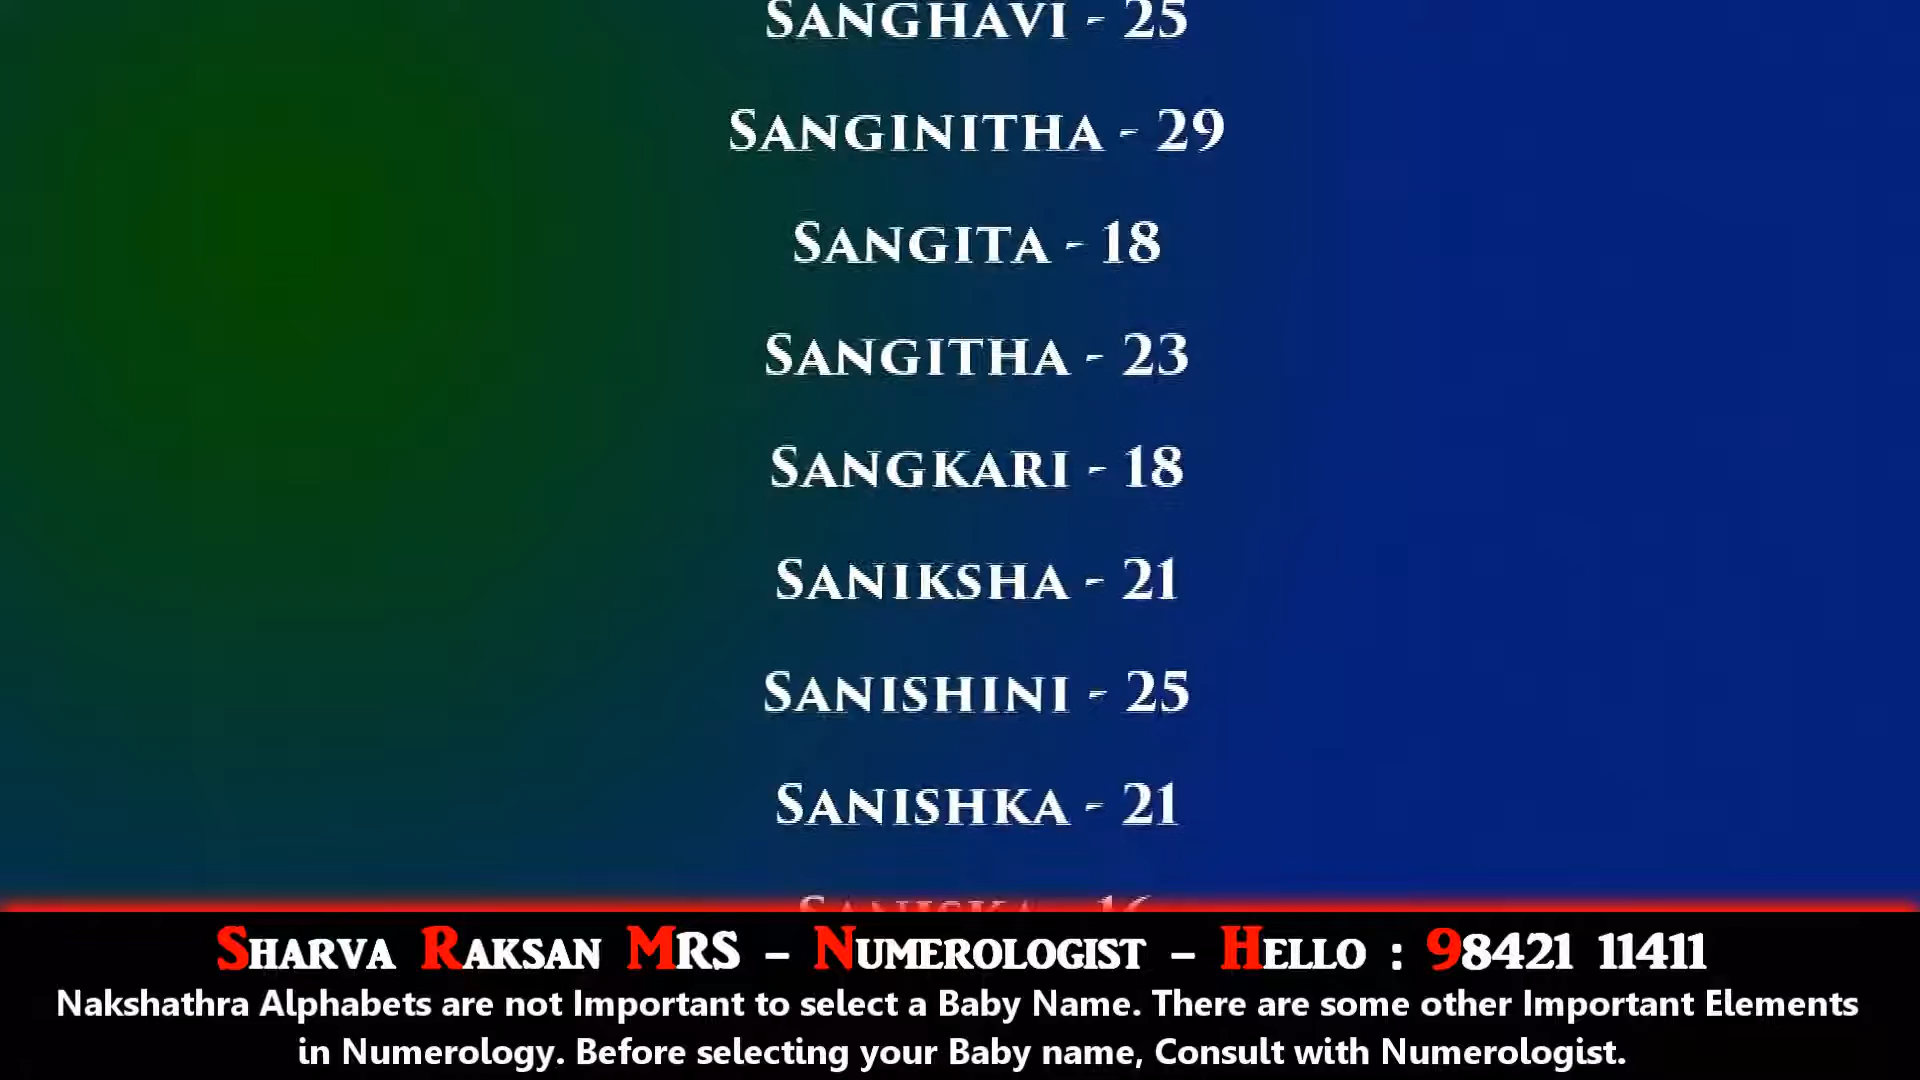 Sanghavi - 25
Sanginitha - 29
Sangita - 18
Sangitha - 23
Sangkari - 18
Saniksha - 21
Sanishini - 25
Sanishka - 21
Saniska - 16
Sharva Raksan MRS - Numerologist - Hello : 98421 11411
Nakshathra Alphabets are not Important to select a Baby Name. There are some other Important Elements
in Numerology. Before selecting your Baby name, Consult with Numerologist.